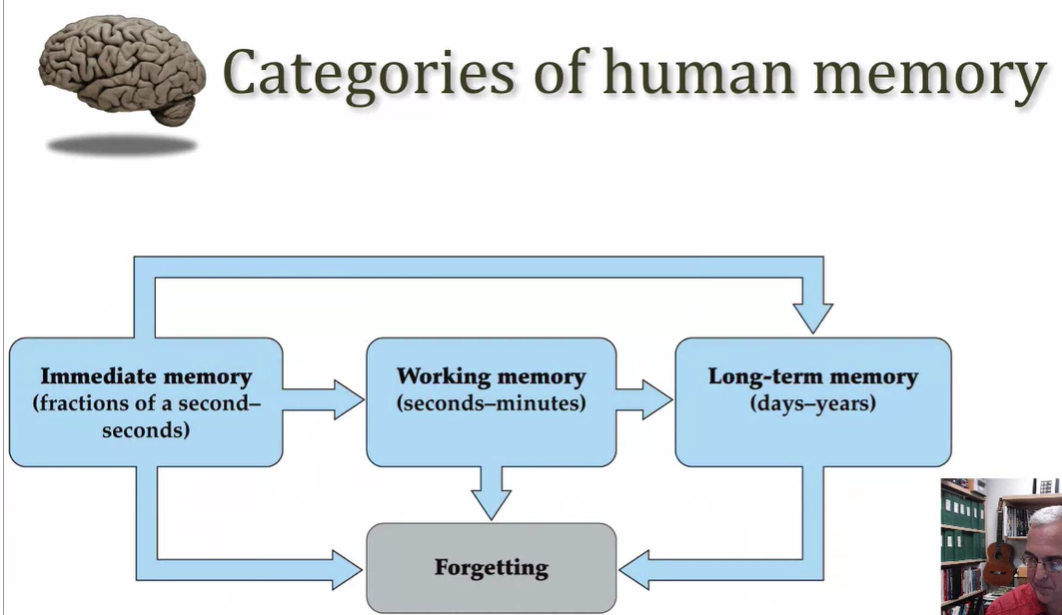 Categories of human memory
Immediate memory
(fractions of a second–
seconds)
Working memory
(seconds–minutes)
Long-term memory
(days–years)
Forgetting